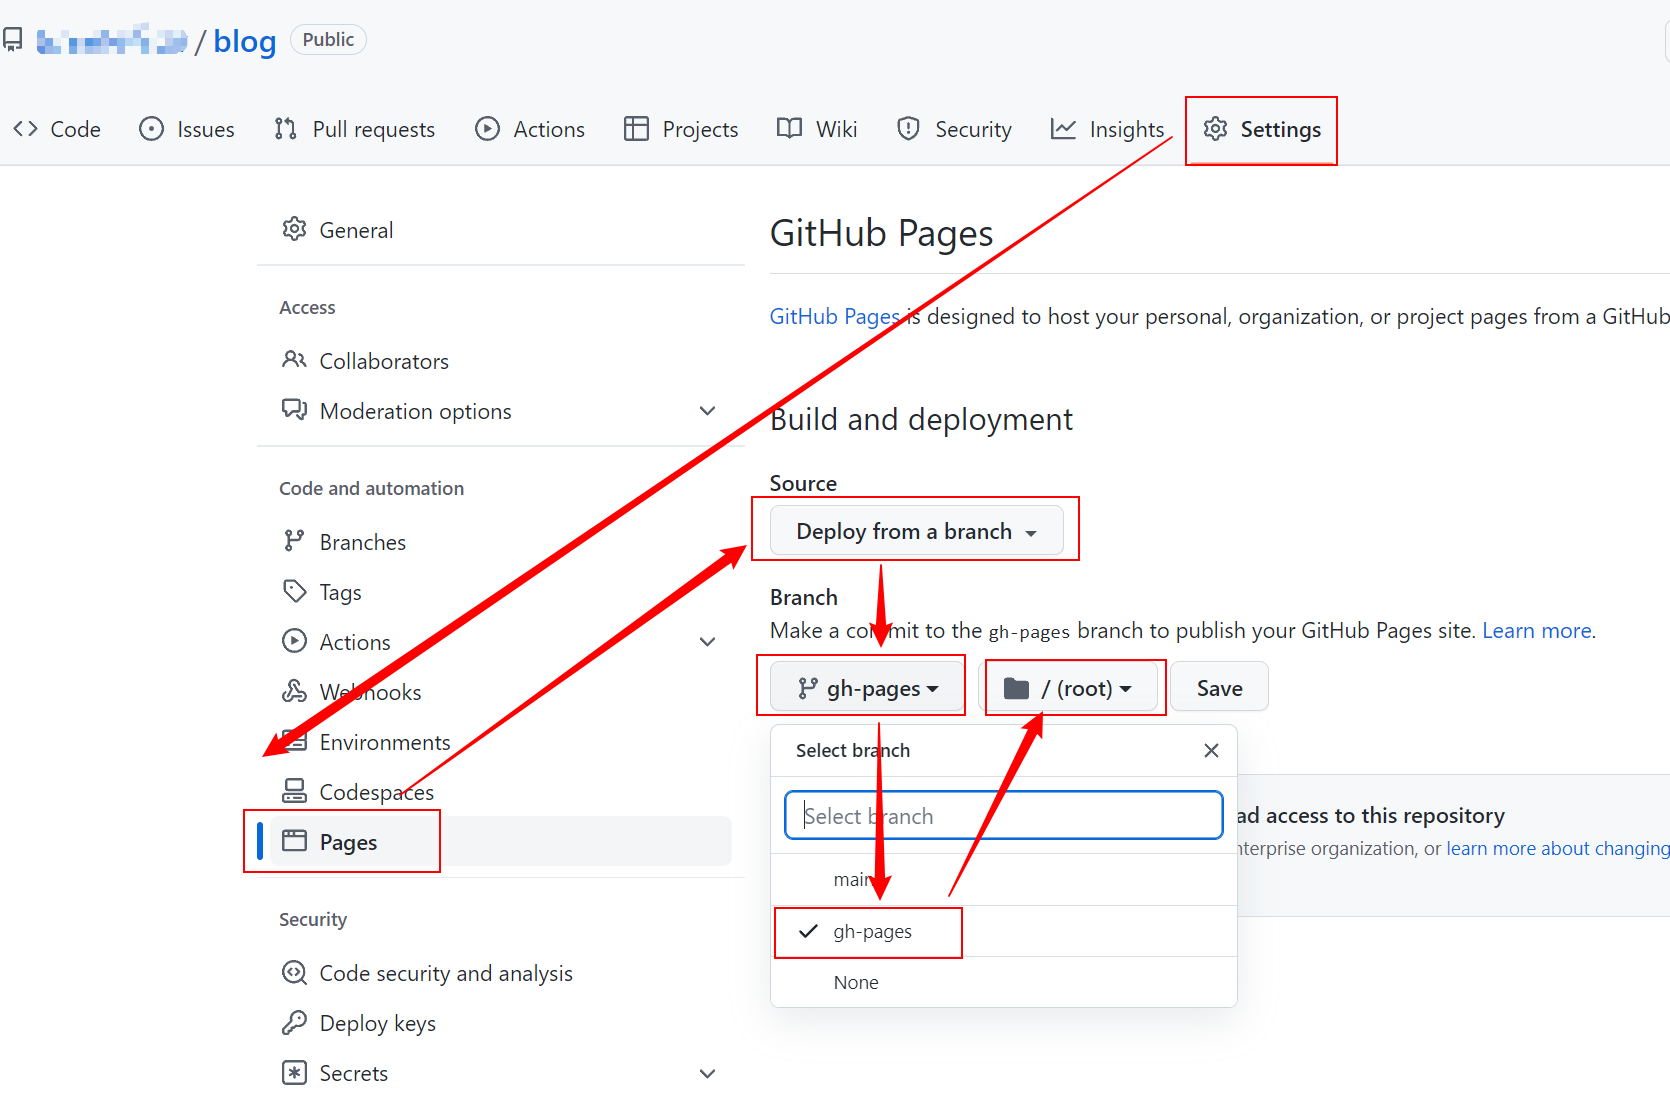 / blog Public
Code Issues Pull requests Actions Projects Wiki Security Insights Settings
General
Access
Collaborators
Moderation options
Code and automation
Branches
Tags
Actions
Webhooks
Environments
Codespaces
Pages
Security
Code security and analysis
Deploy keys
Secrets
GitHub Pages
GitHub Pages is designed to host your personal, organization, or project pages from a GitHub
Build and deployment
Source
Deploy from a branch
Branch
Make a commit to the gh-pages branch to publish your GitHub Pages site. Learn more.
gh-pages / (root) Save
Select branch
Select branch
main
gh-pages
None
ad access to this repository
nterprise organization, or learn more about changing